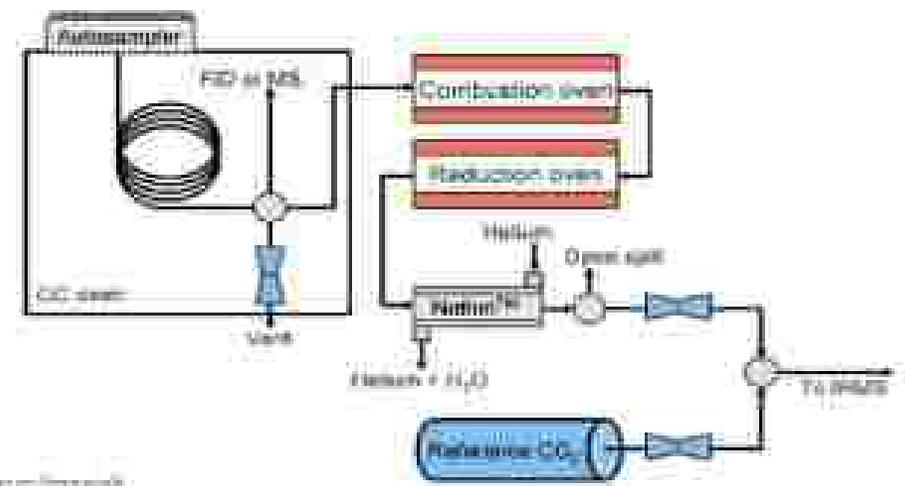 Autosampler
FID or MS
Combustion oven
Reduction oven
Helium
Open split
GC oven
Nafion™
Vent
Helium + H₂O
To IRMS
Reference CO₂